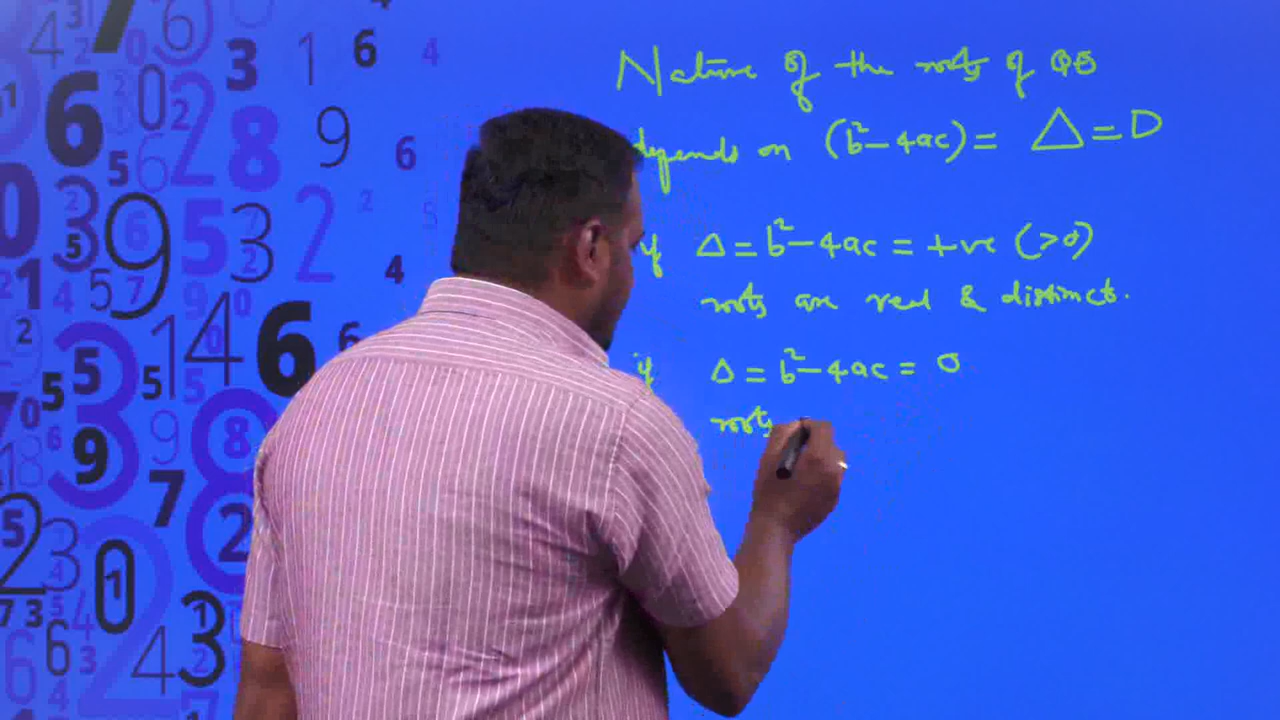 Nature of the roots of QE
depends on (b²-4ac) = Δ = D
if Δ = b²-4ac = +ve (>0)
roots are real & distinct.
if Δ = b²-4ac = 0
roots